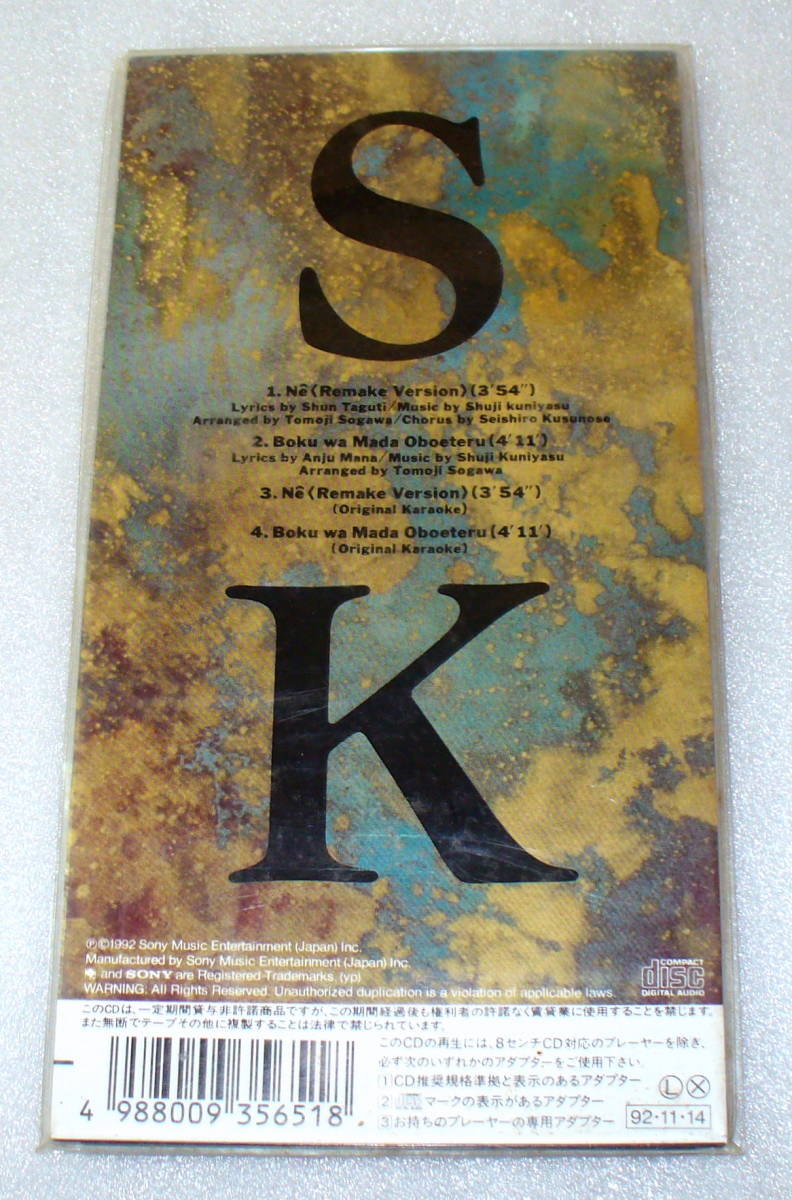 S
1. Nê〈Remake Version〉(3'54")
Lyrics by Shun Taguti/Music by Shuji kuniyasu
Arranged by Tomoji Sogawa/Chorus by Seishiro Kusunose
2. Boku wa Mada Oboeteru(4'11')
Lyrics by Anju Mana/Music by Shuji Kuniyasu
Arranged by Tomoji Sogawa
3. Nê〈Remake Version〉(3'54")
(Original Karaoke)
4. Boku wa Mada Oboeteru(4'11')
(Original Karaoke)
K
℗©1992 Sony Music Entertainment (Japan) Inc.
Manufactured by Sony Music Entertainment (Japan) Inc.
and SONY are Registered Trademarks. (yp)
WARNING. All Rights Reserved. Unauthorized duplication is a violation of applicable laws.
COMPACT
disc
DIGITAL AUDIO
このCDは、一定期間貸与非許諾商品ですが、この期間経過後も権利者の許諾なく賃貸業に使用することを禁じます。
また無断でテープその他に複製することは法律で禁じられています。
このCDの再生には、8センチCD対応のプレーヤーを除き、
必ず次のいずれかのアダプターをご使用下さい。
1 CD推奨規格準拠と表示のあるアダプター
2 マークの表示があるアダプター
3 お持ちのプレーヤーの専用アダプター
L X
92・11・14
4 988009 356518